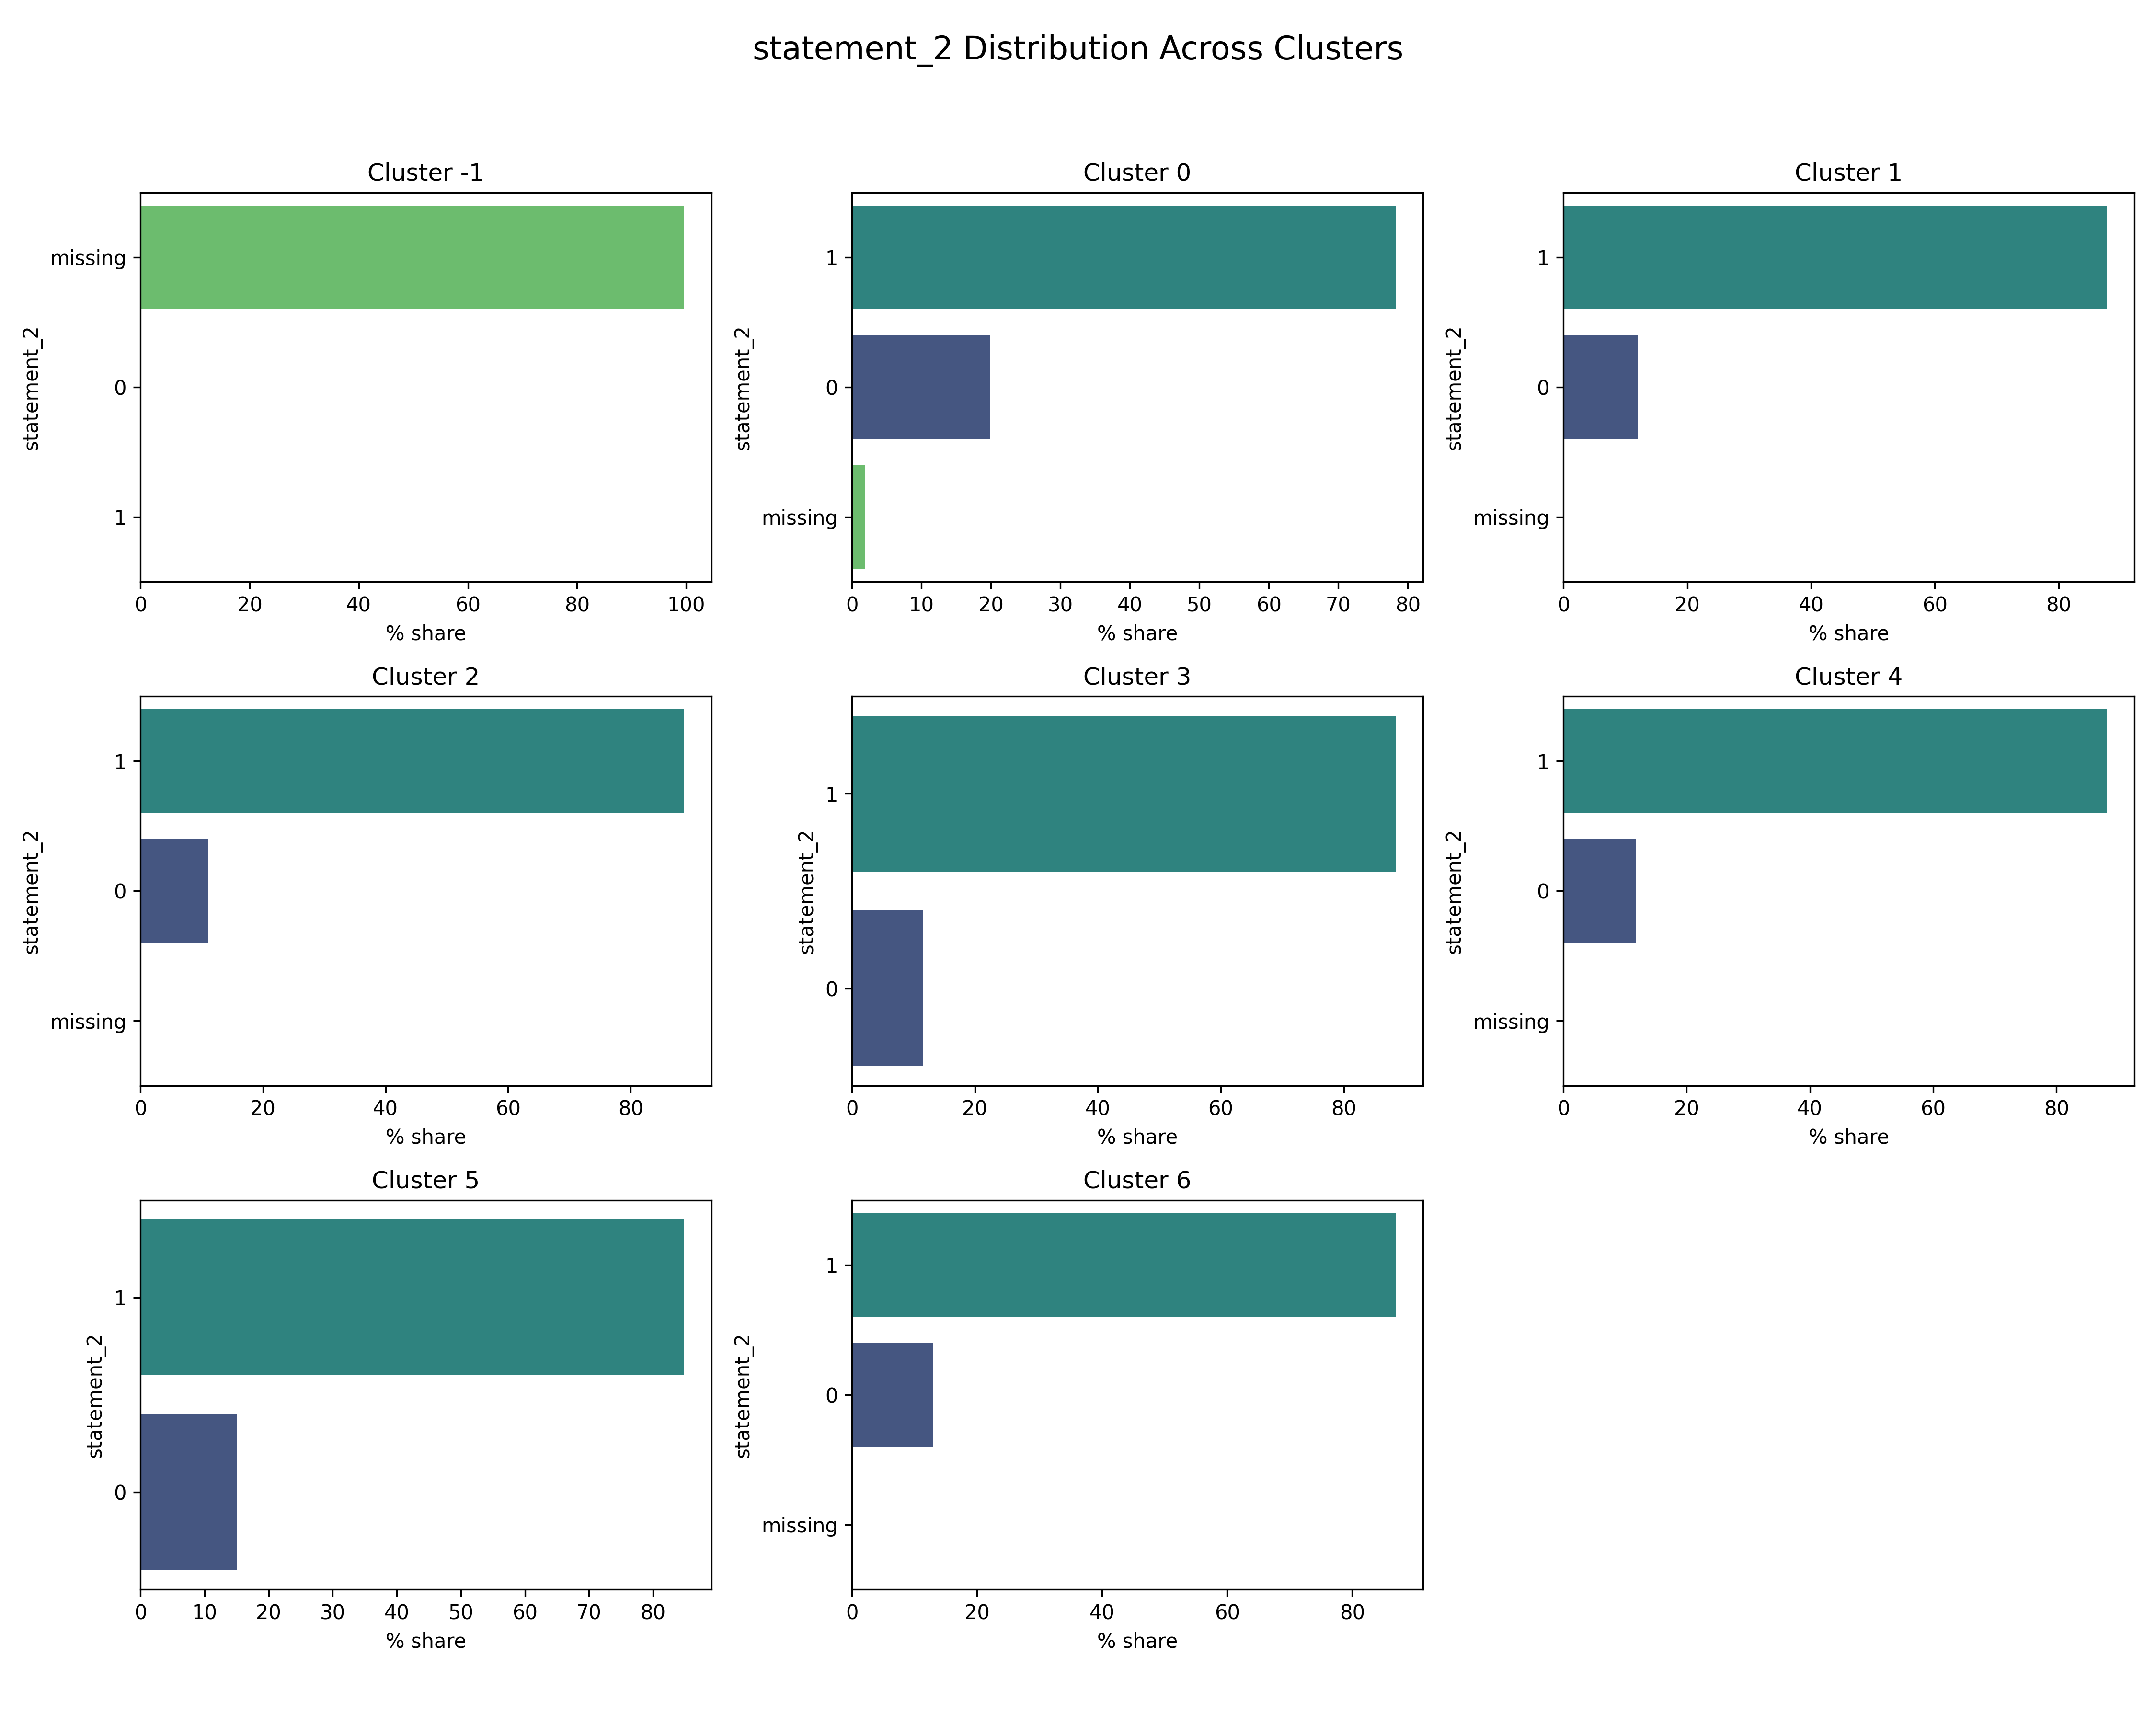 statement_2 Distribution Across Clusters
Cluster -1
statement_2
missing
0
1
0 20 40 60 80 100
% share
Cluster 0
statement_2
1
0
missing
0 10 20 30 40 50 60 70 80
% share
Cluster 1
statement_2
1
0
missing
0 20 40 60 80
% share
Cluster 2
statement_2
1
0
missing
0 20 40 60 80
% share
Cluster 3
statement_2
1
0
0 20 40 60 80
% share
Cluster 4
statement_2
1
0
missing
0 20 40 60 80
% share
Cluster 5
statement_2
1
0
0 10 20 30 40 50 60 70 80
% share
Cluster 6
statement_2
1
0
missing
0 20 40 60 80
% share